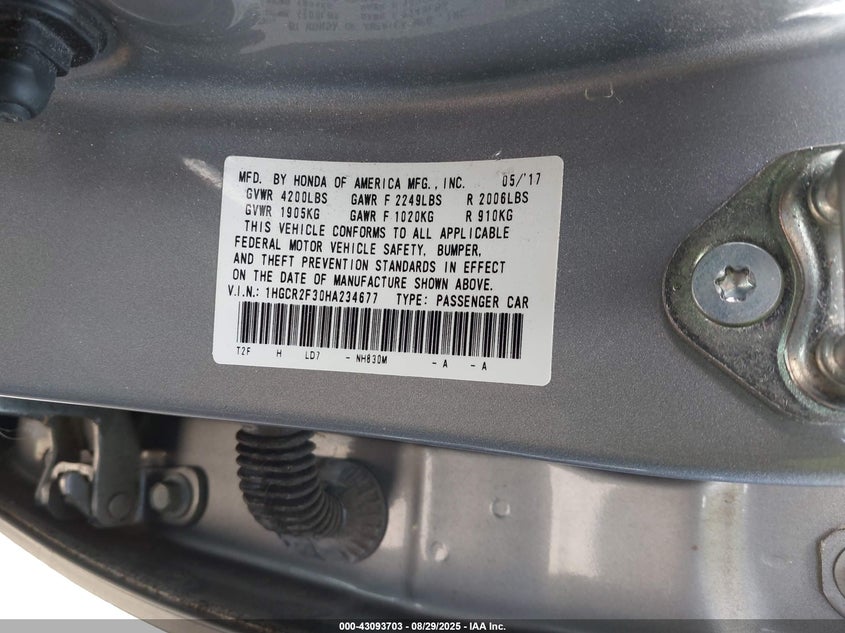 MFD. BY HONDA OF AMERICA MFG., INC. 05/'17
GVWR 4200LBS GAWR F 2249LBS R 2006LBS
GVWR 1905KG GAWR F 1020KG R 910KG
THIS VEHICLE CONFORMS TO ALL APPLICABLE
FEDERAL MOTOR VEHICLE SAFETY, BUMPER,
AND THEFT PREVENTION STANDARDS IN EFFECT
ON THE DATE OF MANUFACTURE SHOWN ABOVE.
V.I.N.: 1HGCR2F30HA234677 TYPE: PASSENGER CAR
T2F H LD7 - NH830M - A - A
000-43093703 - 08/29/2025 - IAA Inc.